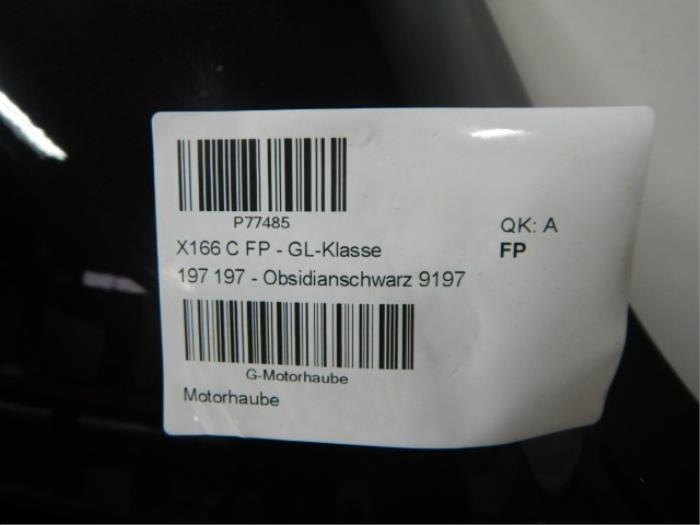 P77485
QK: A
X166 C FP - GL-Klasse
FP
197 197 - Obsidianschwarz 9197
G-Motorhaube
Motorhaube